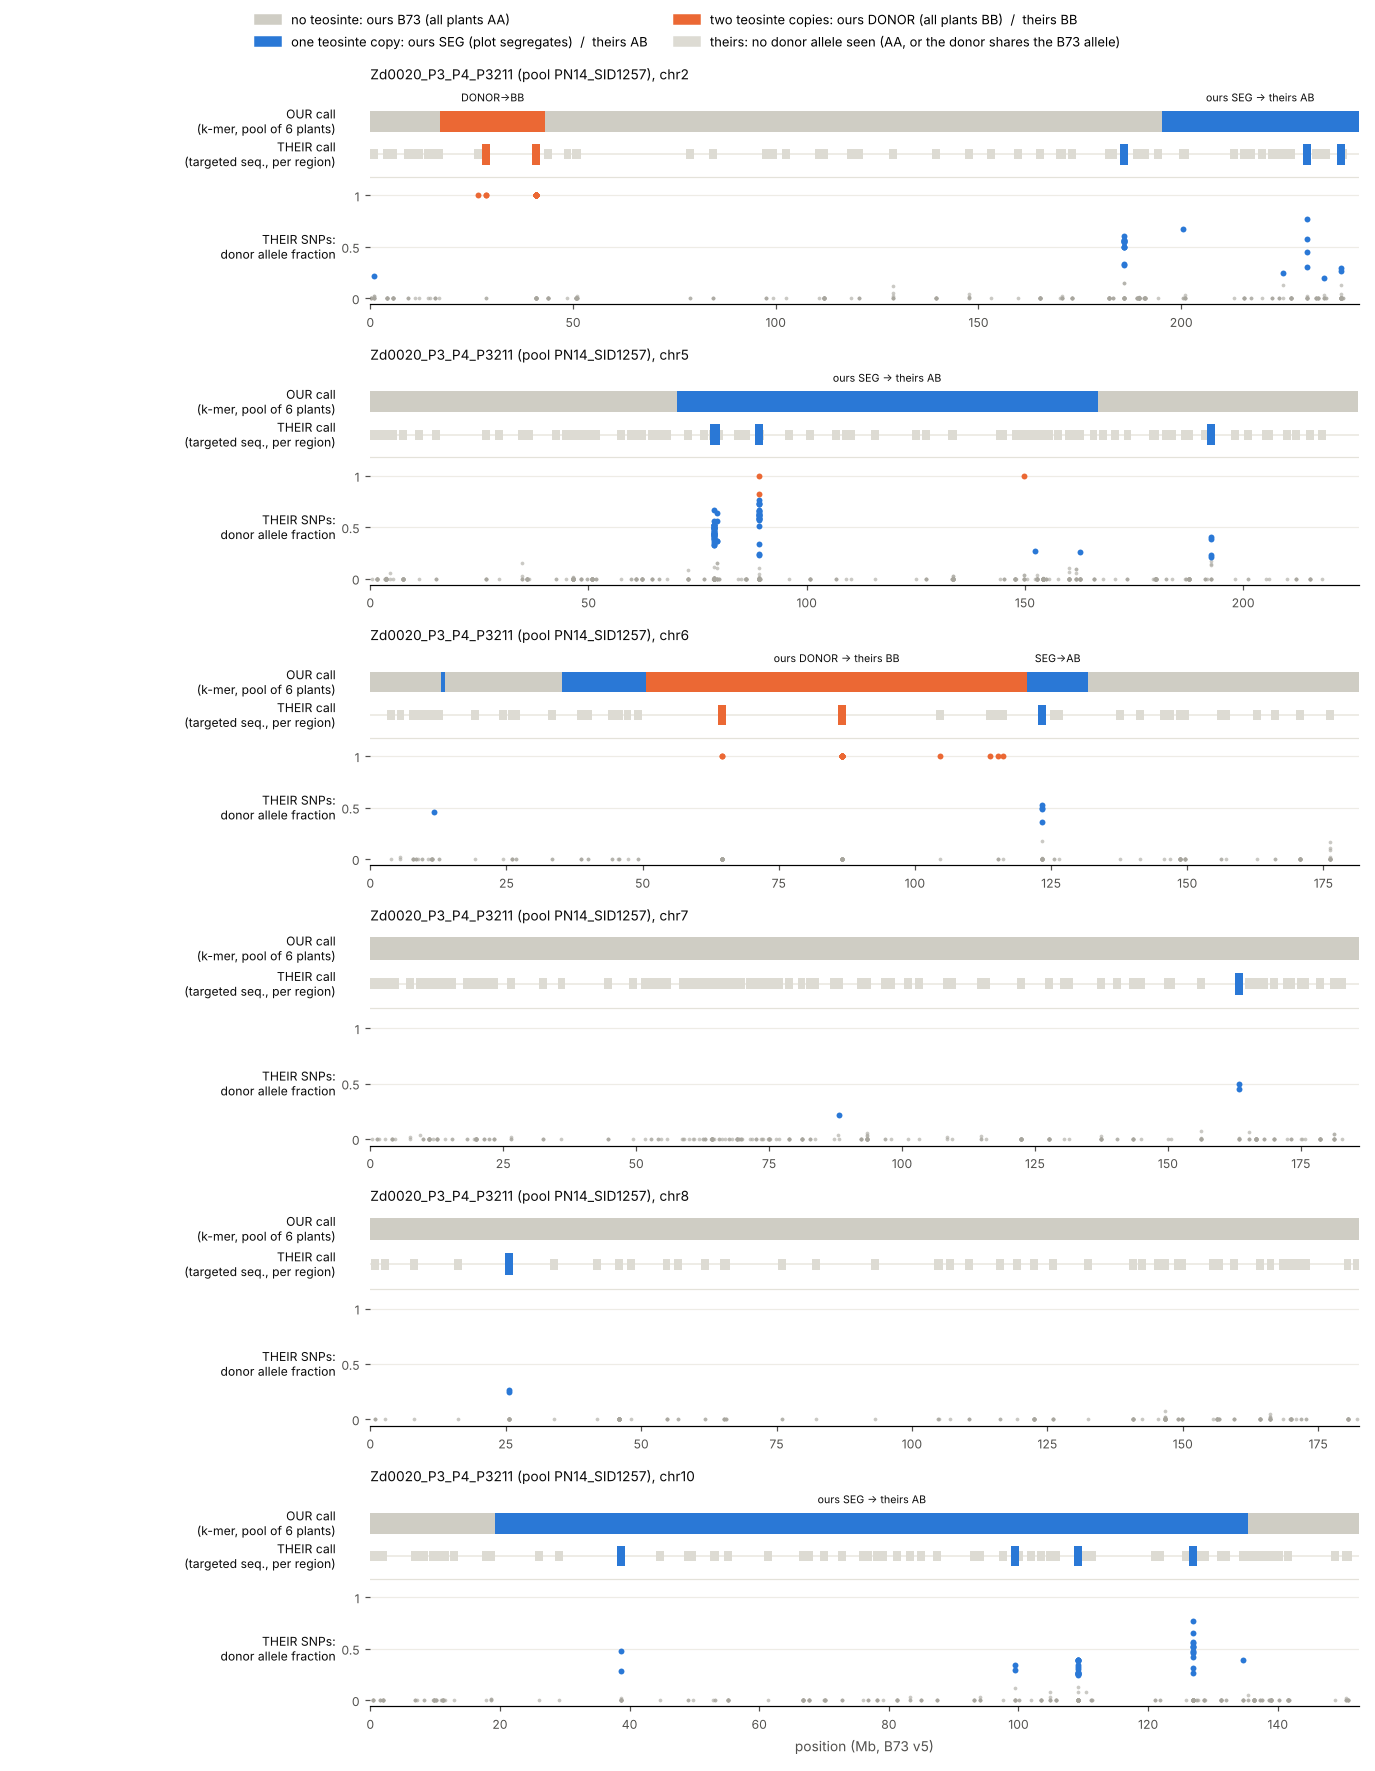 no teosinte: ours B73 (all plants AA)
two teosinte copies: ours DONOR (all plants BB) / theirs BB
one teosinte copy: ours SEG (plot segregates) / theirs AB
theirs: no donor allele seen (AA, or the donor shares the B73 allele)
Zd0020_P3_P4_P3211 (pool PN14_SID1257), chr2
DONOR→BB
ours SEG → theirs AB
OUR call
(k-mer, pool of 6 plants)
THEIR call
(targeted seq., per region)
1
THEIR SNPs:
donor allele fraction
0.5
0
0 50 100 150 200
Zd0020_P3_P4_P3211 (pool PN14_SID1257), chr5
ours SEG → theirs AB
OUR call
(k-mer, pool of 6 plants)
THEIR call
(targeted seq., per region)
1
THEIR SNPs:
donor allele fraction
0.5
0
0 50 100 150 200
Zd0020_P3_P4_P3211 (pool PN14_SID1257), chr6
ours DONOR → theirs BB
SEG→AB
OUR call
(k-mer, pool of 6 plants)
THEIR call
(targeted seq., per region)
1
THEIR SNPs:
donor allele fraction
0.5
0
0 25 50 75 100 125 150 175
Zd0020_P3_P4_P3211 (pool PN14_SID1257), chr7
OUR call
(k-mer, pool of 6 plants)
THEIR call
(targeted seq., per region)
1
THEIR SNPs:
donor allele fraction
0.5
0
0 25 50 75 100 125 150 175
Zd0020_P3_P4_P3211 (pool PN14_SID1257), chr8
OUR call
(k-mer, pool of 6 plants)
THEIR call
(targeted seq., per region)
1
THEIR SNPs:
donor allele fraction
0.5
0
0 25 50 75 100 125 150 175
Zd0020_P3_P4_P3211 (pool PN14_SID1257), chr10
ours SEG → theirs AB
OUR call
(k-mer, pool of 6 plants)
THEIR call
(targeted seq., per region)
1
THEIR SNPs:
donor allele fraction
0.5
0
0 20 40 60 80 100 120 140
position (Mb, B73 v5)